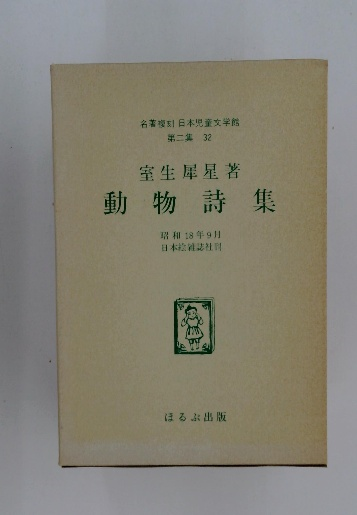 名著複刻 日本児童文学館
第二集 32
室生犀星著
動物詩集
昭和18年9月
日本絵雑誌社刊
ほるぷ出版